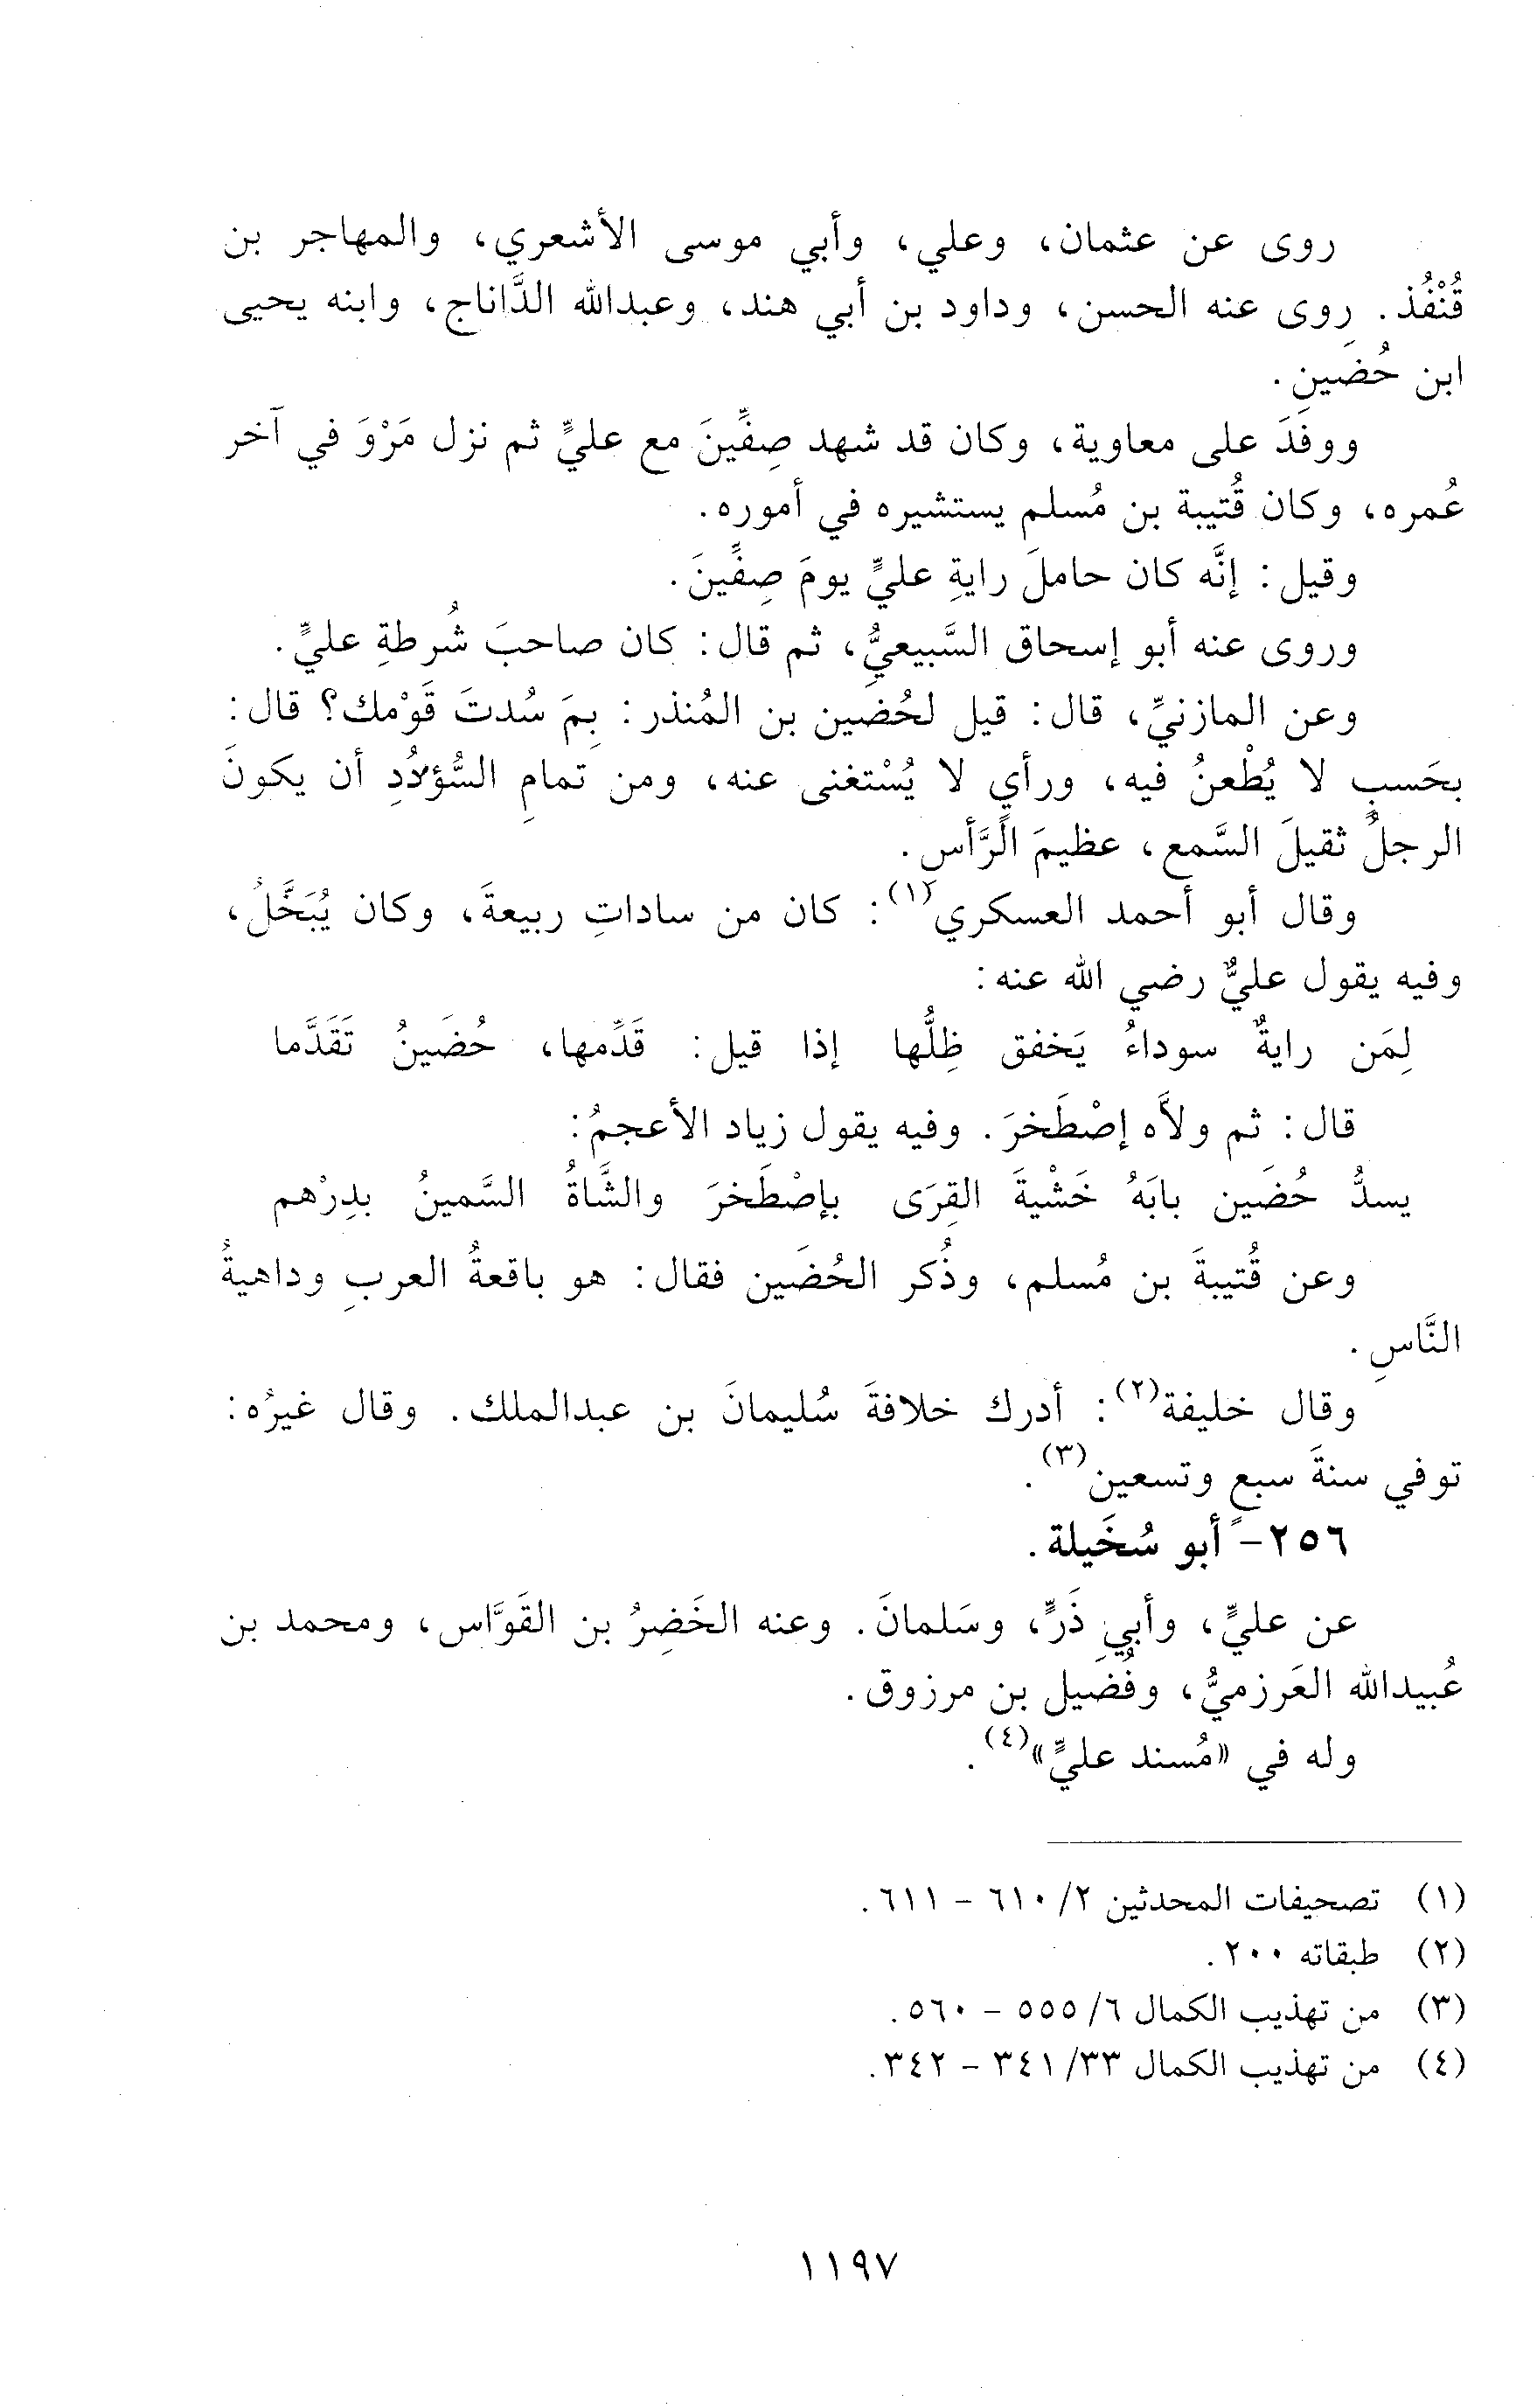 روى عن عثمان، وعلي، وأبي موسى الأشعري، والمهاجر بن
قُنْفُذ. روى عنه الحسن، وداود بن أبي هند، وعبدالله الدَّاناج، وابنه يحيى
ابن حُضَينِ.
ووفَدَ على معاوية، وكان قد شهد صِفِّينَ مع عليٍّ ثم نزل مَرْوَ في آخر
عُمره، وكان قُتيبة بن مُسلم يستشيره في أموره.
وقيل: إنَّه كان حاملَ رايةِ عليٍّ يومَ صِفِّينَ.
وروى عنه أبو إسحاق السَّبيعيُّ، ثم قال: كان صاحبَ شُرطةِ عليٍّ.
وعن المازنيِّ، قال: قيل لحُضَين بن المُنذر: بِمَ سُدتَ قَوْمك؟ قال:
بحَسبٍ لا يُطْعنُ فيه، ورأيٍ لا يُسْتغنى عنه، ومن تمامِ السُّؤدُدِ أن يكونَ
الرجلُ ثقيلَ السَّمع، عظيمَ الرَّأس.
وقال أبو أحمد العسكري(١): كان من ساداتِ ربيعةَ، وكان يُبَخَّلُ،
وفيه يقول عليٌّ رضي الله عنه:
لِمَن رايةٌ سوداءُ يَخفق ظِلُّها إذا قيل: قَدِّمها، حُضَينُ تَقَدَّما
قال: ثم ولاَّه إصْطَخرَ. وفيه يقول زياد الأعجمُ:
يسدُّ حُضَين بابَهُ خَشْيةَ القِرَى بإصْطَخرَ والشَّاةُ السَّمينُ بدِرْهم
وعن قُتيبةَ بن مُسلم، وذُكر الحُضَين فقال: هو باقعةُ العربِ وداهيةُ
النَّاسِ.
وقال خليفة(٢): أدرك خلافةَ سُليمانَ بن عبدالملك. وقال غيرُه:
توفي سنةَ سبعٍ وتسعين(٣).
٢٥٦- أبو سُخَيلة.
عن عليٍّ، وأبي ذَرٍّ، وسَلمانَ. وعنه الخَضِرُ بن القَوَّاس، ومحمد بن
عُبيدالله العَرزميُّ، وفُضَيل بن مرزوق.
وله في «مُسند عليٍّ»(٤).
(١) تصحيفات المحدثين ٢/ ٦١٠ - ٦١١.
(٢) طبقاته ٢٠٠.
(٣) من تهذيب الكمال ٦/ ٥٥٥ - ٥٦٠.
(٤) من تهذيب الكمال ٣٣/ ٣٤١ - ٣٤٢.
١١٩٧